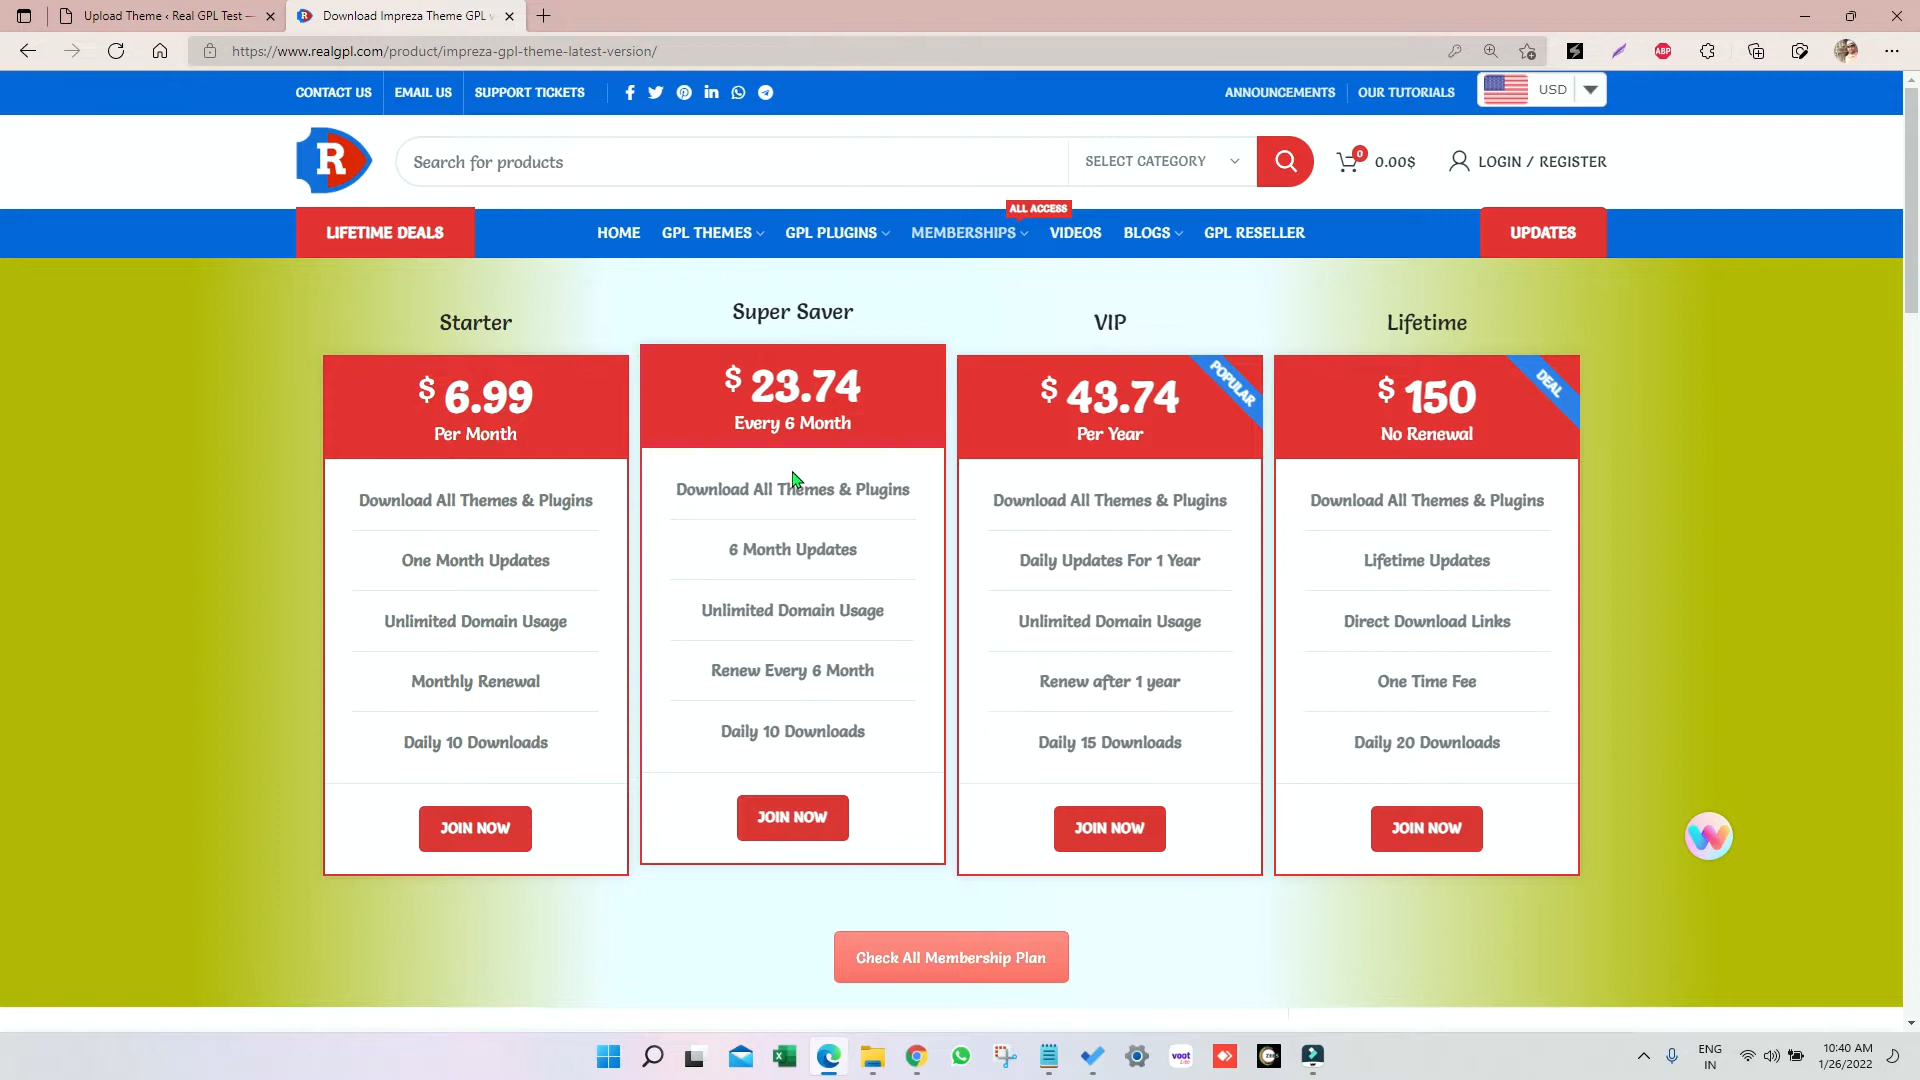 Upload Theme ‹ Real GPL Test —
Download Impreza Theme GPL v
https://www.realgpl.com/product/impreza-gpl-theme-latest-version/
ABP
CONTACT US
EMAIL US
SUPPORT TICKETS
ANNOUNCEMENTS
OUR TUTORIALS
USD
R
Search for products
SELECT CATEGORY
0
0.00$
LOGIN / REGISTER
ALL ACCESS
LIFETIME DEALS
HOME
GPL THEMES
GPL PLUGINS
MEMBERSHIPS
VIDEOS
BLOGS
GPL RESELLER
UPDATES
Starter
$ 6.99
Per Month
Download All Themes & Plugins
One Month Updates
Unlimited Domain Usage
Monthly Renewal
Daily 10 Downloads
JOIN NOW
Super Saver
$ 23.74
Every 6 Month
Download All Themes & Plugins
6 Month Updates
Unlimited Domain Usage
Renew Every 6 Month
Daily 10 Downloads
JOIN NOW
VIP
POPULAR
$ 43.74
Per Year
Download All Themes & Plugins
Daily Updates For 1 Year
Unlimited Domain Usage
Renew after 1 year
Daily 15 Downloads
JOIN NOW
Lifetime
DEAL
$ 150
No Renewal
Download All Themes & Plugins
Lifetime Updates
Direct Download Links
One Time Fee
Daily 20 Downloads
JOIN NOW
Check All Membership Plan
voot
ENG
IN
10:40 AM
1/26/2022